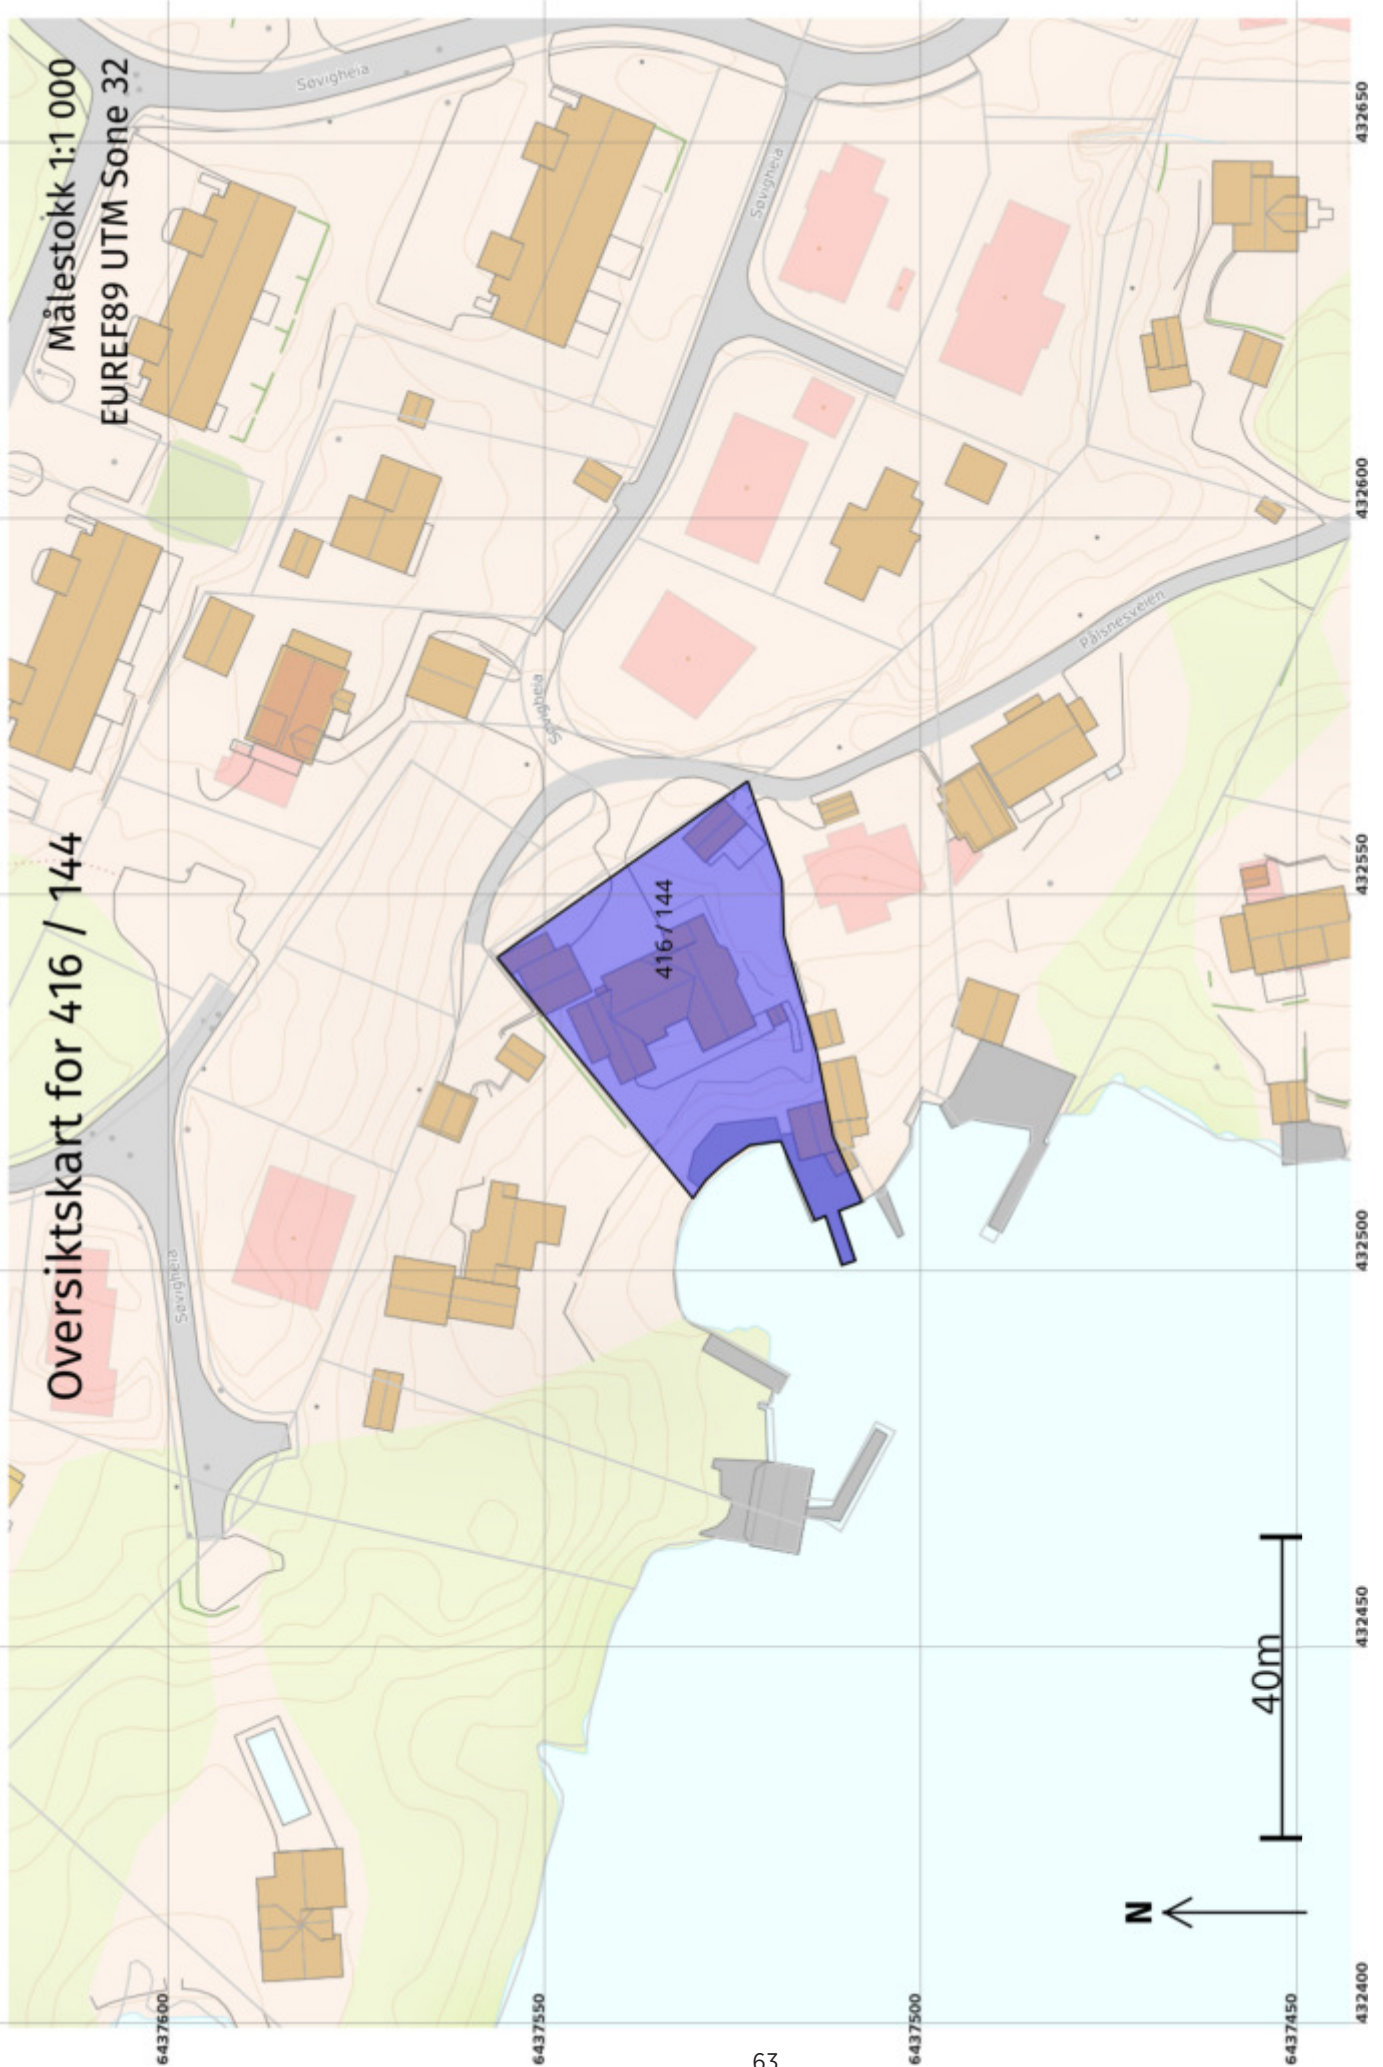 Oversiktskart for 416 / 144
Målestokk 1:1 000
EUREF89 UTM Sone 32
Søvigheia
Søvigheia
Søvigheia
Søvigheia
Pålsnesveien
416 / 144
40m
N
6437600
6437550
6437500
6437450
432400
432450
432500
432550
432600
432650
63